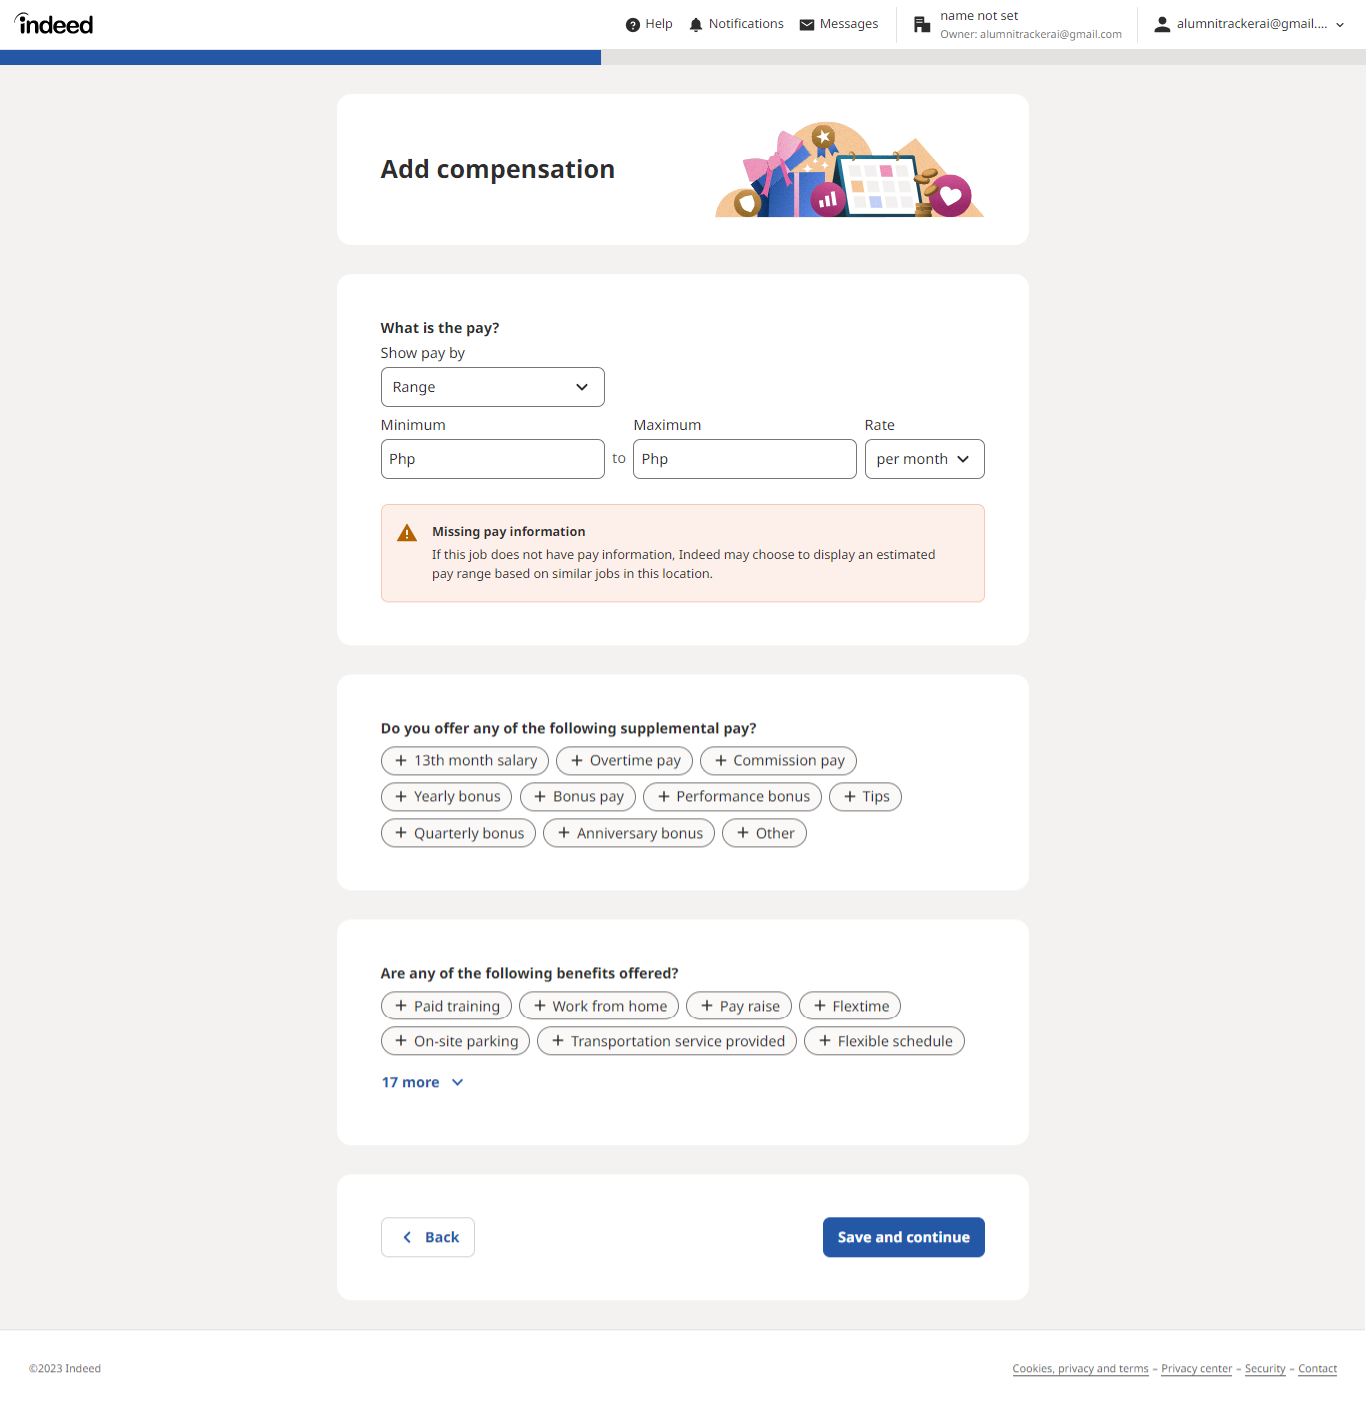 indeed
Help
Notifications
Messages
name not set
Owner: alumnitrackerai@gmail.com
alumnitrackerai@gmail....
Add compensation
What is the pay?
Show pay by
Range
Minimum
Maximum
Rate
Php
to
Php
per month
Missing pay information
If this job does not have pay information, Indeed may choose to display an estimated
pay range based on similar jobs in this location.
Do you offer any of the following supplemental pay?
+ 13th month salary
+ Overtime pay
+ Commission pay
+ Yearly bonus
+ Bonus pay
+ Performance bonus
+ Tips
+ Quarterly bonus
+ Anniversary bonus
+ Other
Are any of the following benefits offered?
+ Paid training
+ Work from home
+ Pay raise
+ Flextime
+ On-site parking
+ Transportation service provided
+ Flexible schedule
17 more
Back
Save and continue
©2023 Indeed
Cookies, privacy and terms – Privacy center – Security – Contact